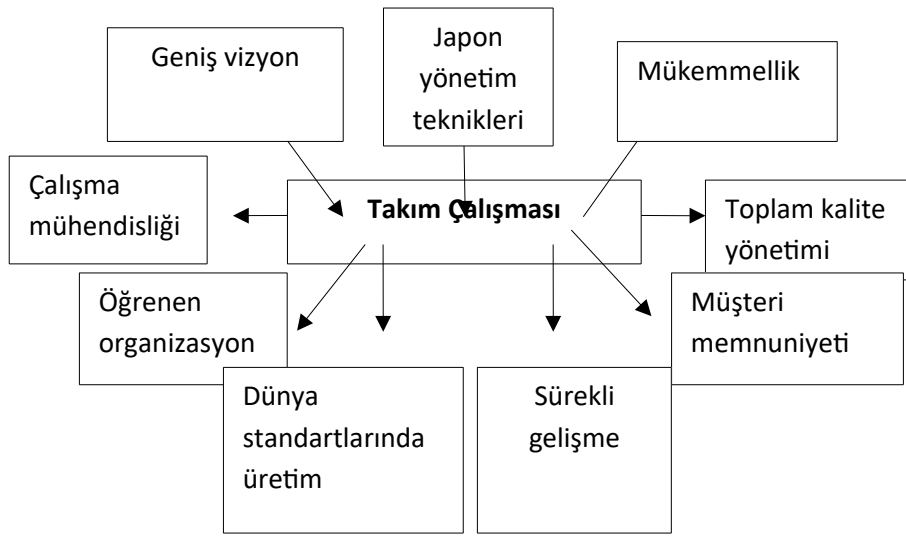 Geniş vizyon
Japon
yönetim
teknikleri
Mükemmellik
Çalışma
mühendisliği
Takım Çalışması
Toplam kalite
yönetimi
Öğrenen
organizasyon
Müşteri
memnuniyeti
Dünya
standartlarında
üretim
Sürekli
gelişme